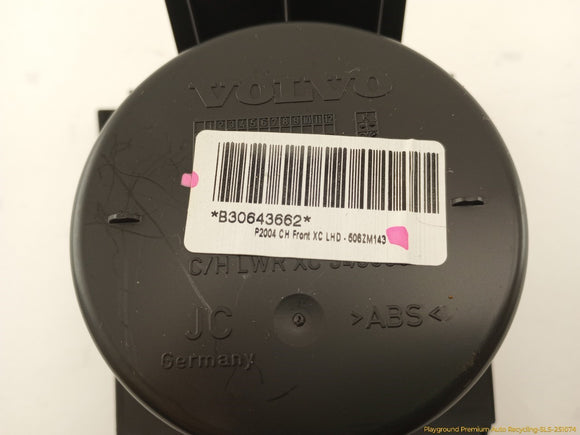 VOLVO
*B30643662*
P2004 CH Front XC LHD - 506ZM143
C/H LWR XC
JC
>ABS<
Germany
Playground Premium Auto Recycling-SLS-251074